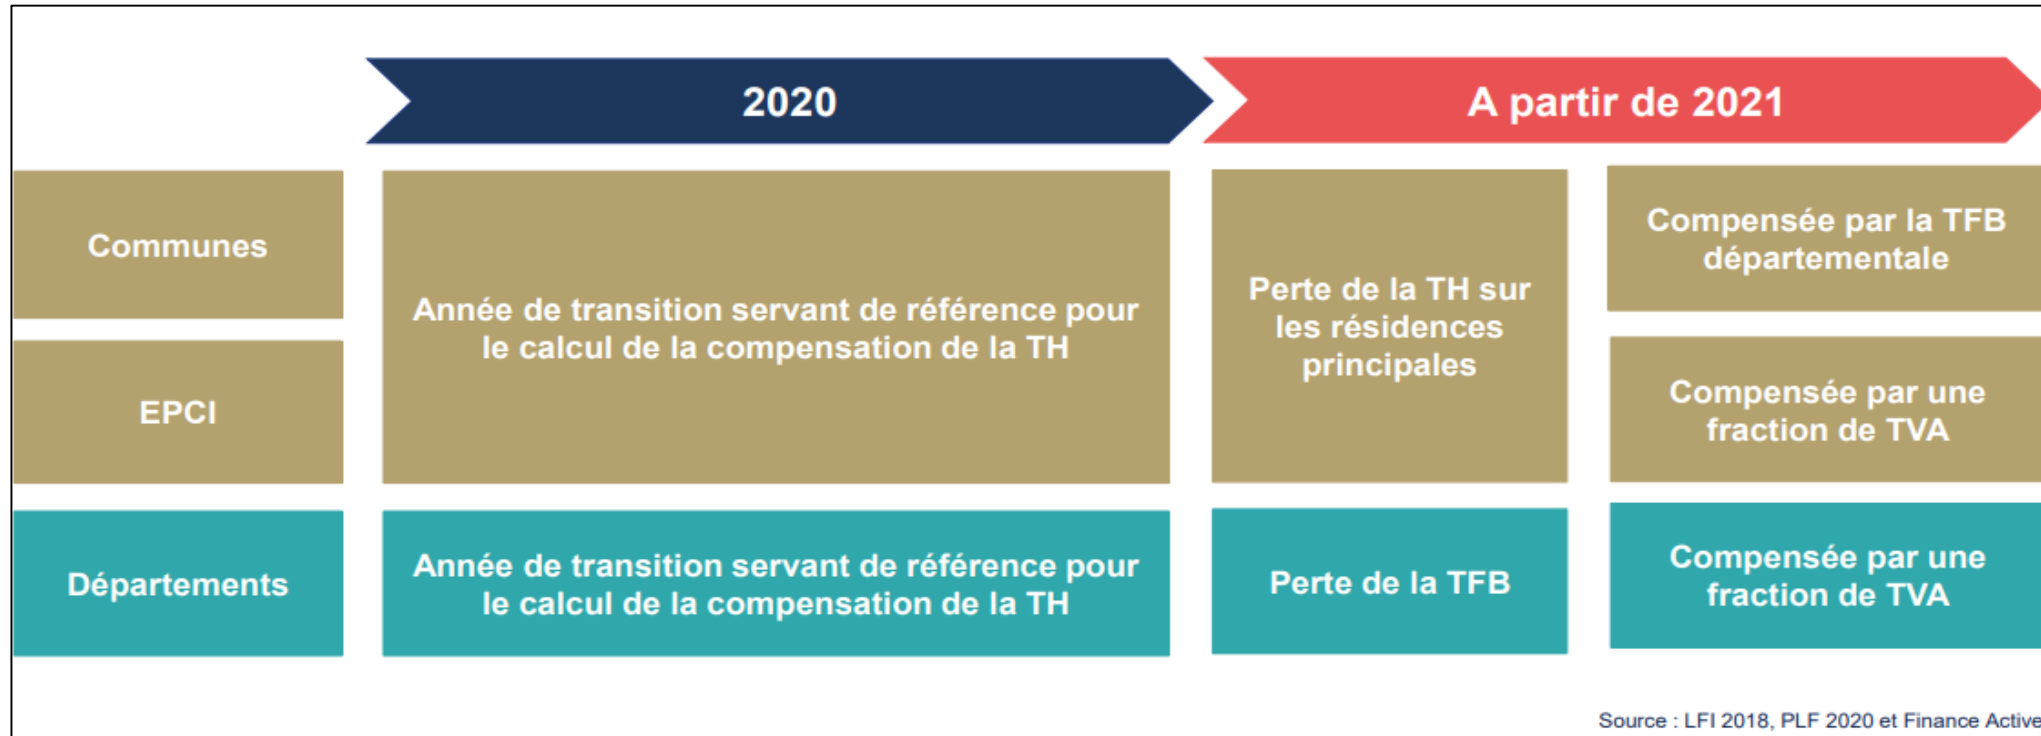 2020
A partir de 2021
Communes
Année de transition servant de référence pour
le calcul de la compensation de la TH
Perte de la TH sur
les résidences
principales
Compensée par la TFB
départementale
EPCI
Compensée par une
fraction de TVA
Départements
Année de transition servant de référence pour
le calcul de la compensation de la TH
Perte de la TFB
Compensée par une
fraction de TVA
Source : LFI 2018, PLF 2020 et Finance Active